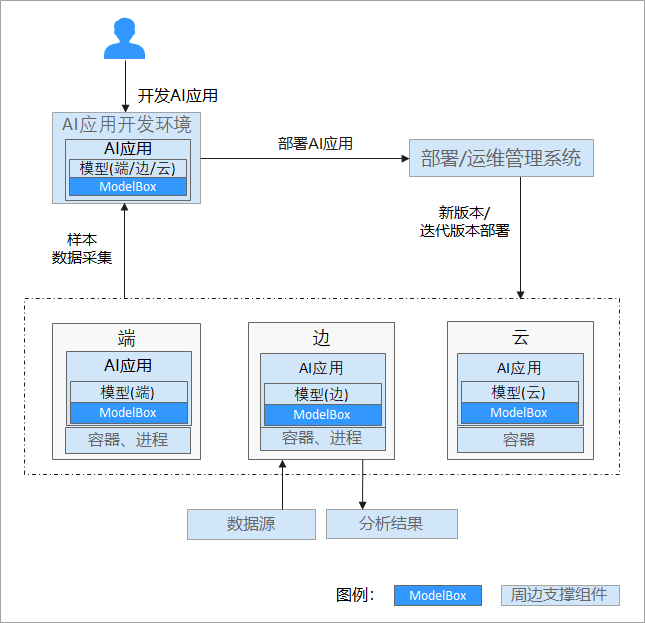 开发AI应用
AI应用开发环境
AI应用
模型(端/边/云)
ModelBox
部署AI应用
部署/运维管理系统
样本
数据采集
新版本/
迭代版本部署
端
AI应用
模型(端)
ModelBox
容器、进程
边
AI应用
模型(边)
ModelBox
容器、进程
云
AI应用
模型(云)
ModelBox
容器
数据源
分析结果
图例：
ModelBox
周边支撑组件